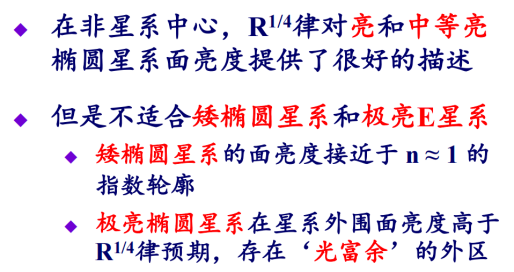 ◆ 在非星系中心，R1/4律对亮和中等亮
椭圆星系面亮度提供了很好的描述
◆ 但是不适合矮椭圆星系和极亮E星系
◆ 矮椭圆星系的面亮度接近于 n ≈ 1 的
指数轮廓
◆ 极亮椭圆星系在星系外围面亮度高于
R1/4律预期，存在‘光富余’的外区